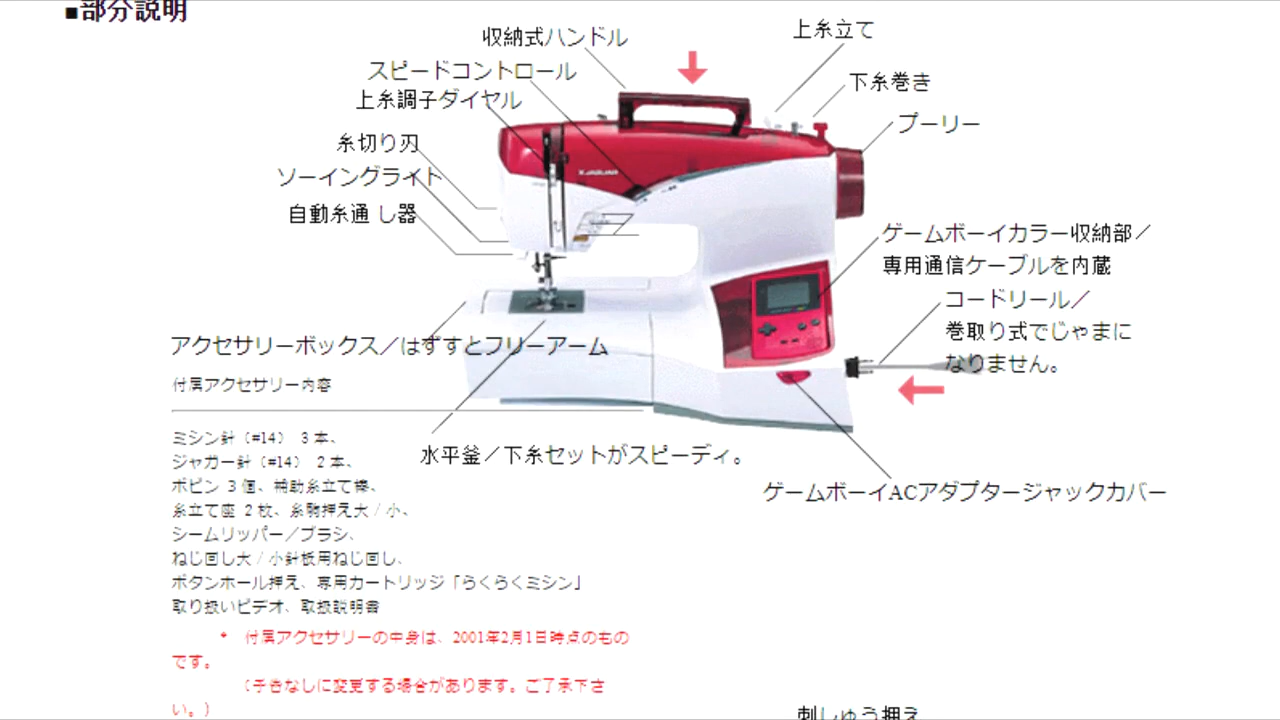 ■部分説明
収納式ハンドル
上糸立て
スピードコントロール
下糸巻き
上糸調子ダイヤル
プーリー
糸切り刃
JAGUAR
ソーイングライト
自動糸通し器
ゲームボーイカラー収納部／
専用通信ケーブルを内蔵
コードリール／
巻取り式でじゃまに
なりません。
アクセサリーボックス／はずすとフリーアーム
付属アクセサリー内容
水平釜／下糸セットがスピーディ。
ゲームボーイACアダプタージャックカバー
ミシン針（#14） 3本、
ジャガー針（#14） 2本、
ボビン 3個、補助糸立て棒、
糸立て座 2枚、糸駒押え大 / 小、
シームリッパー／ブラシ、
ねじ回し大 / 小針板用ねじ回し、
ボタンホール押え、専用カートリッジ「らくらくミシン」
取り扱いビデオ、取扱説明書
* 付属アクセサリーの中身は、2001年2月1日時点のもの
です。
（予告なしに変更する場合があります。ご了承下さ
い。）
刺しゅう押え